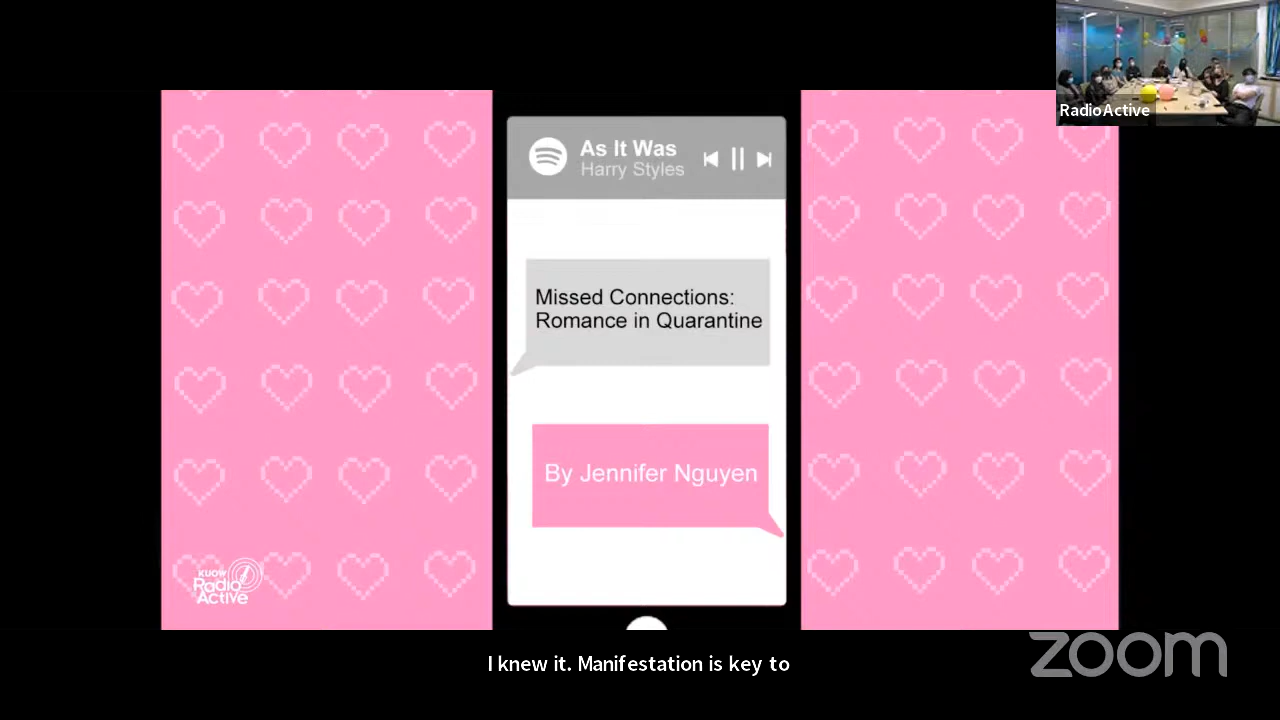 RadioActive
As It Was
Harry Styles
Missed Connections:
Romance in Quarantine
By Jennifer Nguyen
KUOW
Radio
Active
I knew it. Manifestation is key to
zoom